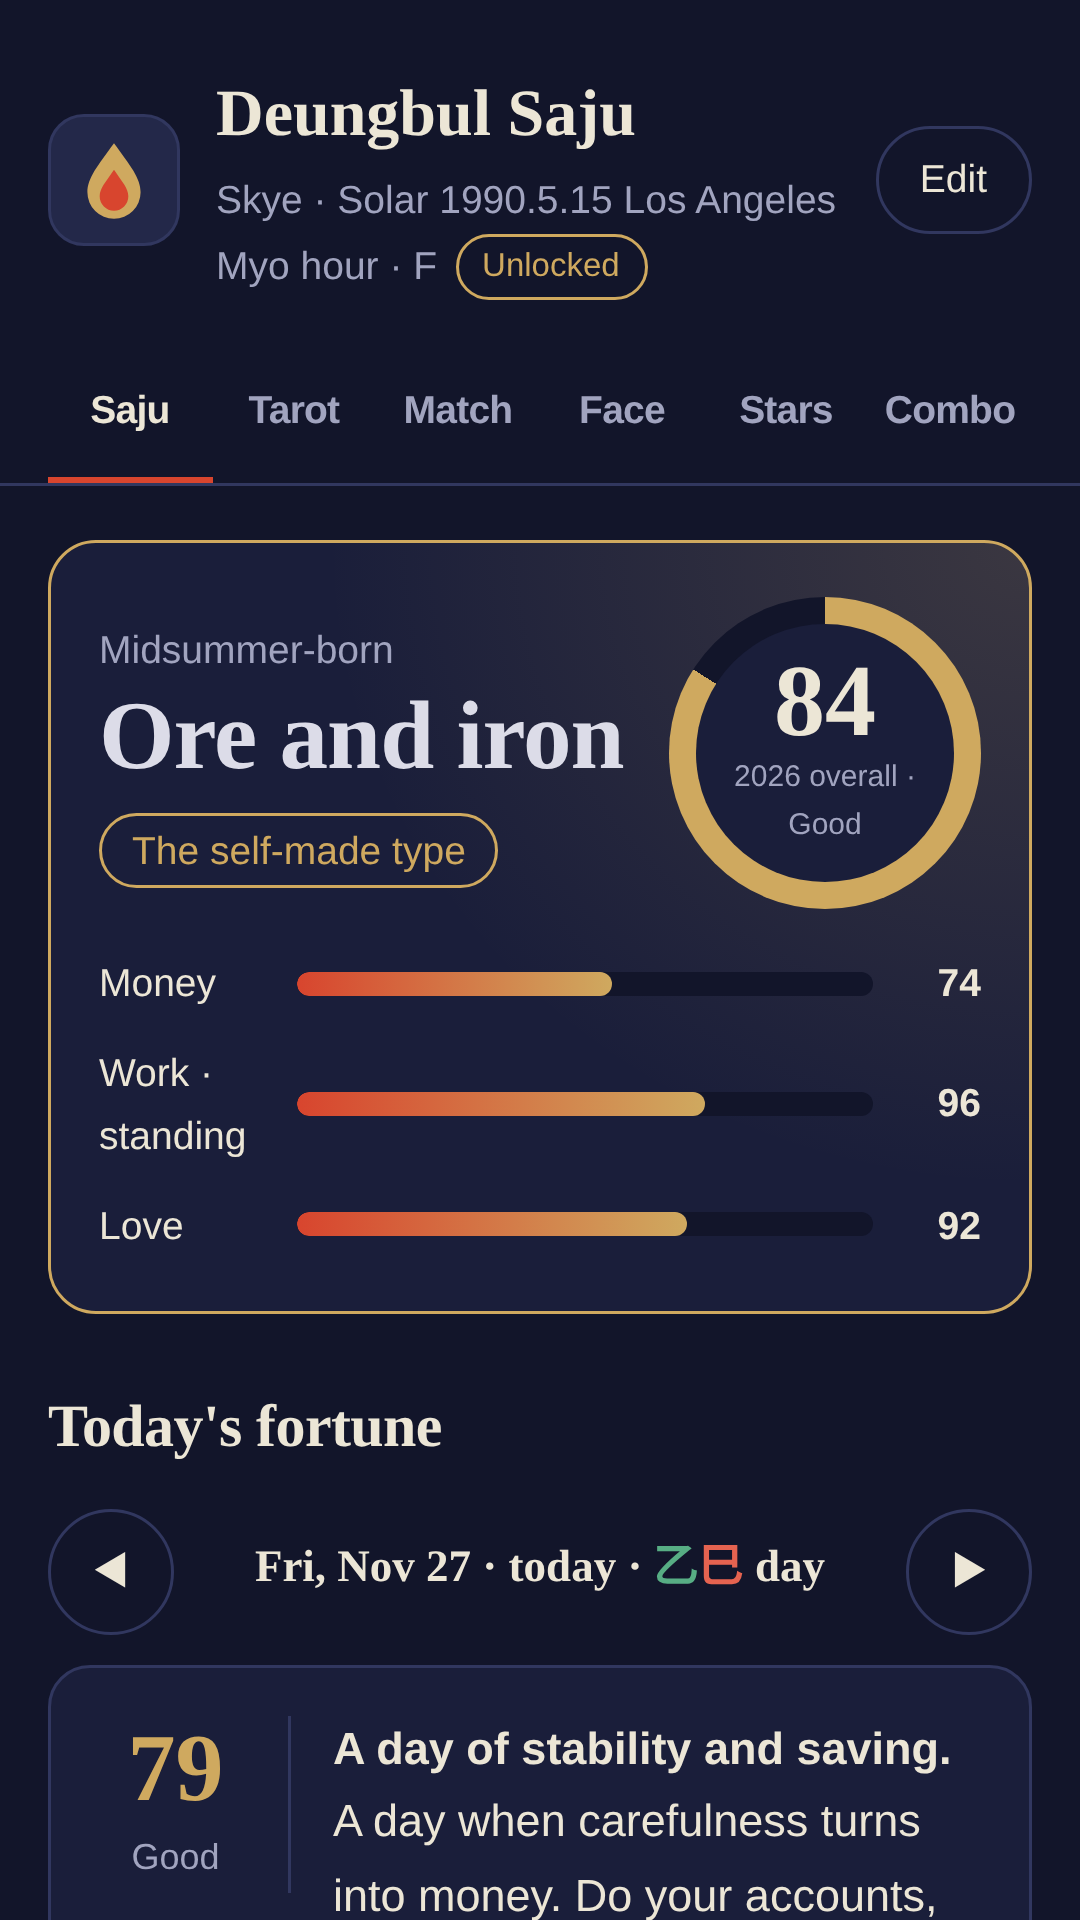 Deungbul Saju
Skye · Solar 1990.5.15 Los Angeles
Myo hour · F Unlocked
Edit
Saju Tarot Match Face Stars Combo
Midsummer-born
Ore and iron
The self-made type
84
2026 overall ·
Good
Money 74
Work ·
standing 96
Love 92
Today's fortune
Fri, Nov 27 · today · 乙巳 day
79
Good
A day of stability and saving.
A day when carefulness turns
into money. Do your accounts,